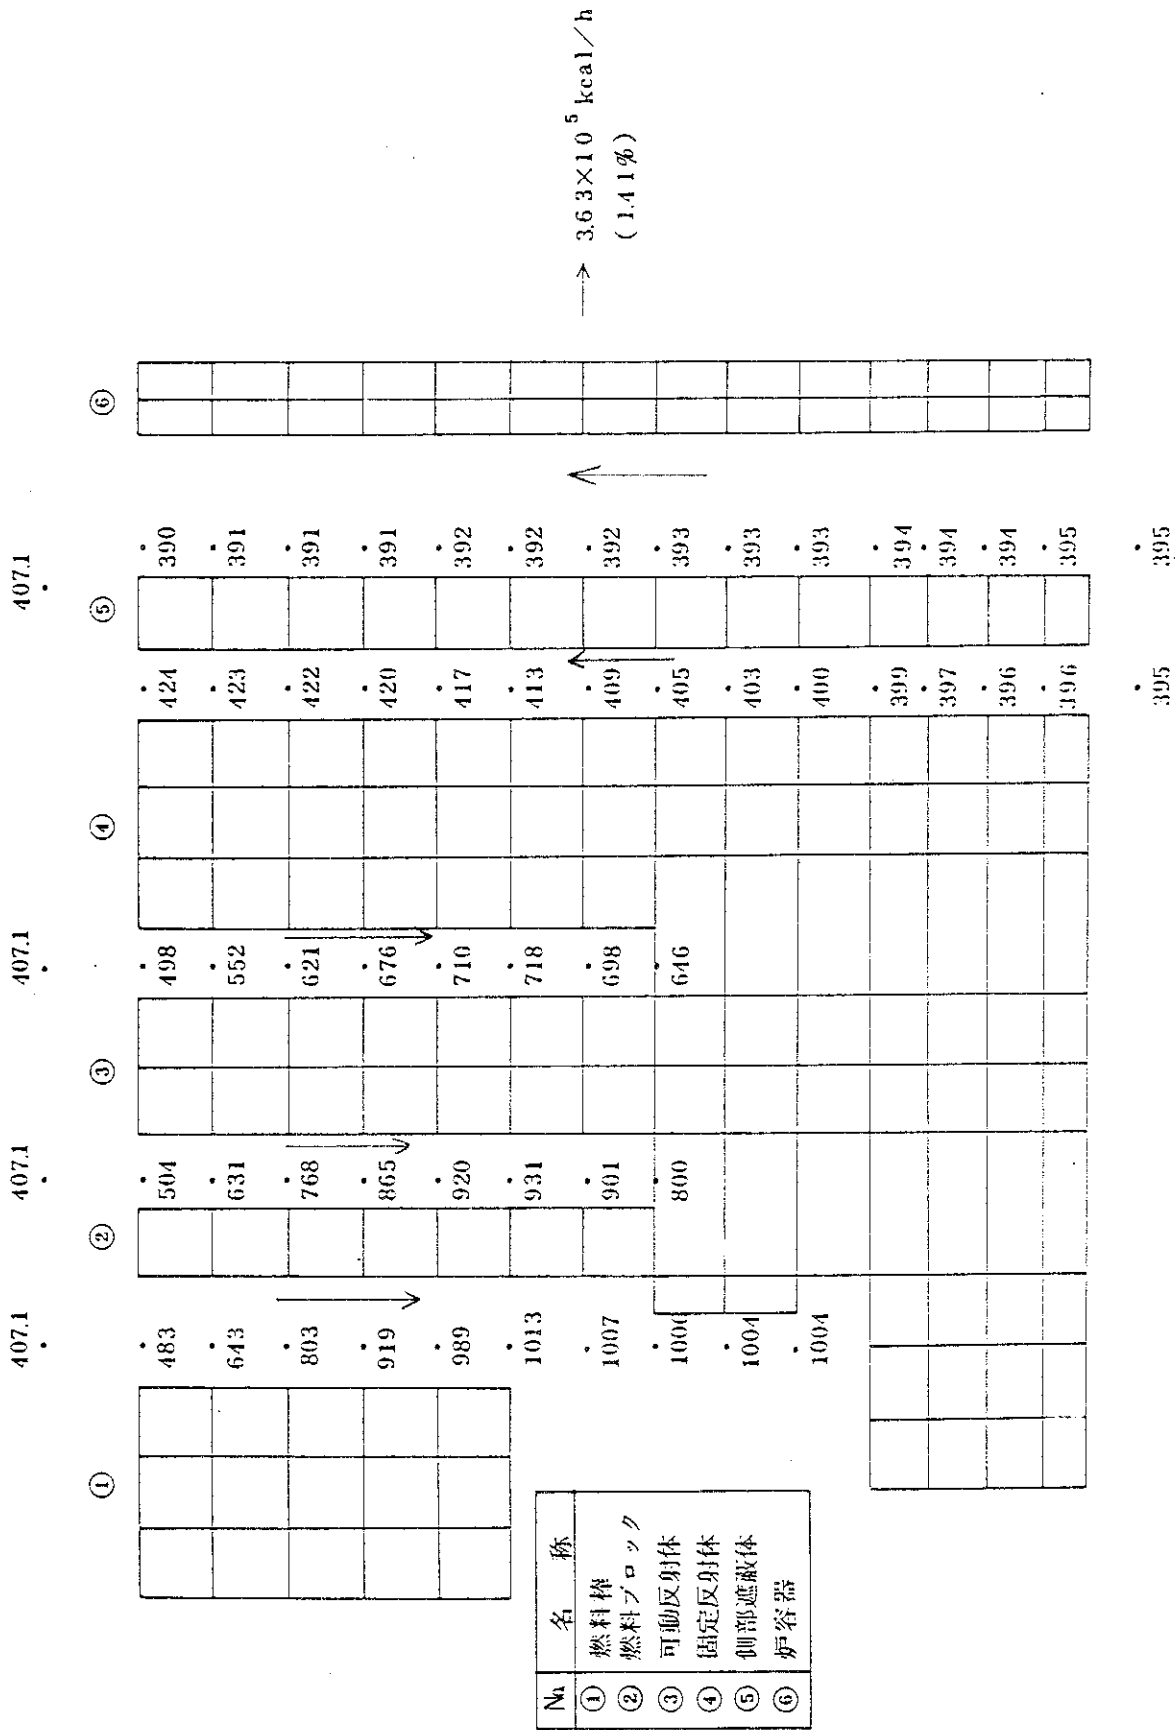 407.1 407.1 407.1 407.1
① ② ③ ④ ⑤ ⑥
483 504 498 424 390
643 631 552 423 391
803 768 621 422 391
919 865 676 420 391
989 920 710 417 392
1013 931 718 413 392
1007 901 698 409 392
1006 800 646 405 393
1004 403 393
1004 400 393
399 394
397 394
396 394
396 395
395 395
3.63×10⁵ kcal/h
(1.41%)
№ 名 称
① 燃料棒
② 燃料ブロック
③ 可動反射体
④ 固定反射体
⑤ 側部遮蔽体
⑥ 炉容器